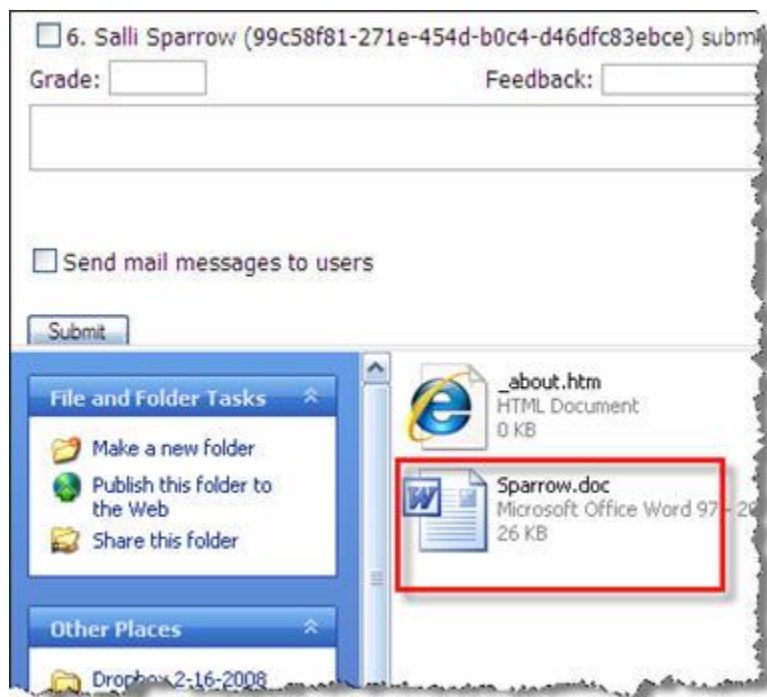 6. Salli Sparrow (99c58f81-271e-454d-b0c4-d46dfc83ebce)
Grade: Feedback:
Send mail messages to users
Submit
File and Folder Tasks
Make a new folder
Publish this folder to
the Web
Share this folder
Other Places
Dropbox 2-16-2008
_about.htm
HTML Document
0 KB
Sparrow.doc
Microsoft Office Word 97 - 20
26 KB